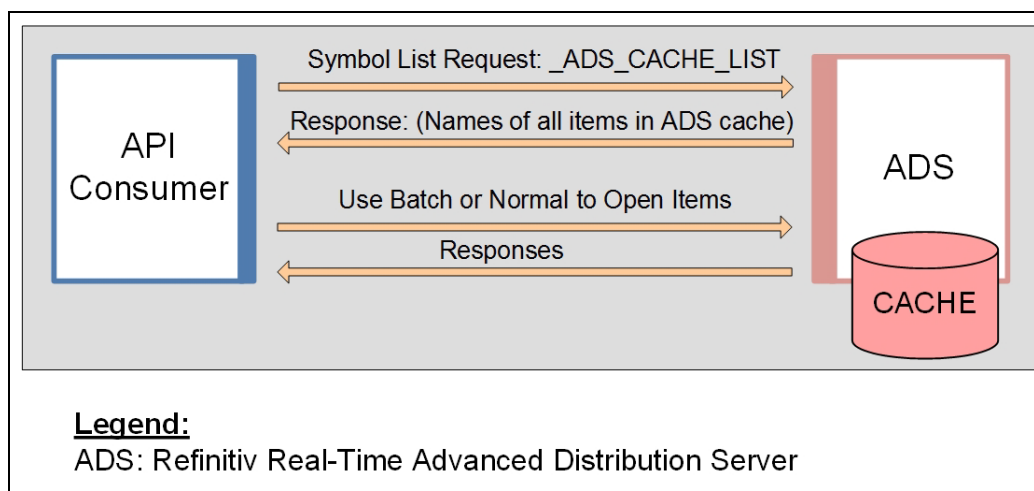 Symbol List Request: _ADS_CACHE_LIST
Response: (Names of all items in ADS cache)
API
Consumer
ADS
Use Batch or Normal to Open Items
Responses
CACHE
Legend:
ADS: Refinitiv Real-Time Advanced Distribution Server